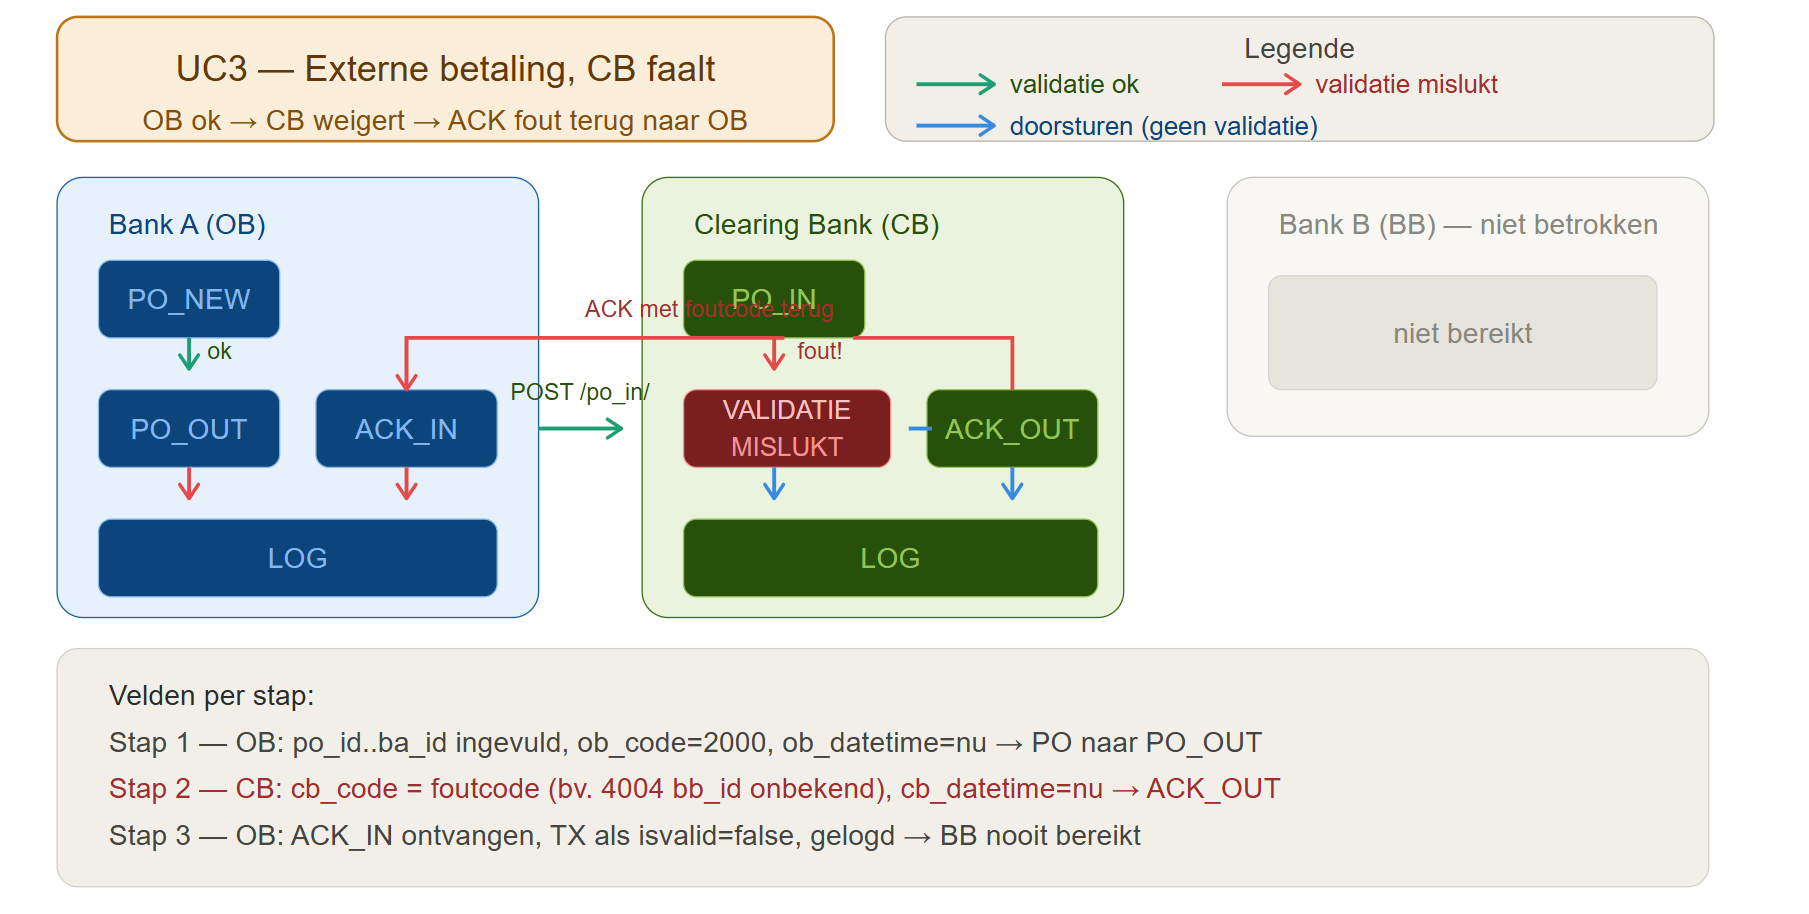 UC3 — Externe betaling, CB faalt
OB ok → CB weigert → ACK fout terug naar OB
Legende
validatie ok
validatie mislukt
doorsturen (geen validatie)
Bank A (OB)
PO_NEW
ok
PO_OUT
ACK_IN
LOG
POST /po_in/
ACK met foutcode terug
Clearing Bank (CB)
PO_IN
fout!
VALIDATIE
MISLUKT
ACK_OUT
LOG
Bank B (BB) — niet betrokken
niet bereikt
Velden per stap:
Stap 1 — OB: po_id..ba_id ingevuld, ob_code=2000, ob_datetime=nu → PO naar PO_OUT
Stap 2 — CB: cb_code = foutcode (bv. 4004 bb_id onbekend), cb_datetime=nu → ACK_OUT
Stap 3 — OB: ACK_IN ontvangen, TX als isvalid=false, gelogd → BB nooit bereikt